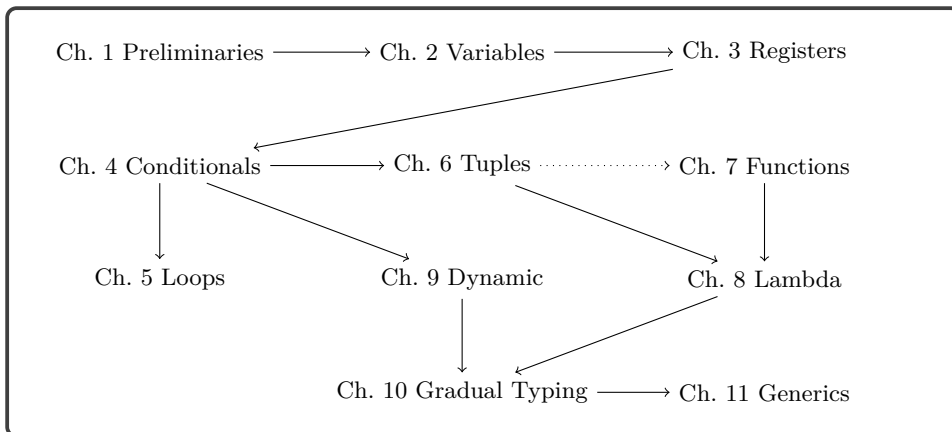 Ch. 1 Preliminaries
Ch. 2 Variables
Ch. 3 Registers
Ch. 4 Conditionals
Ch. 6 Tuples
Ch. 7 Functions
Ch. 5 Loops
Ch. 9 Dynamic
Ch. 8 Lambda
Ch. 10 Gradual Typing
Ch. 11 Generics